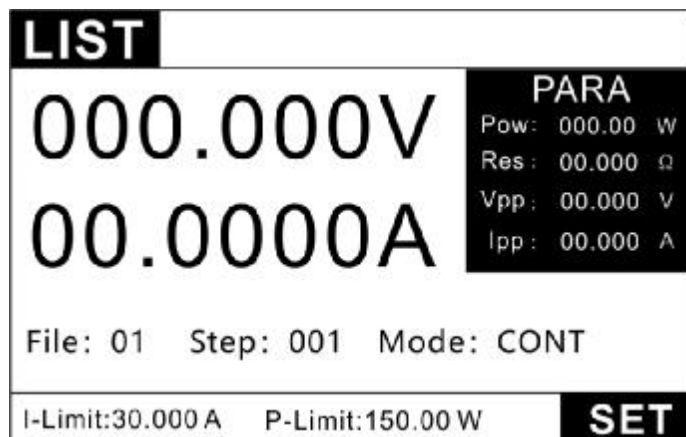 LIST
000.000V
00.0000A
PARA
Pow: 000.00 W
Res: 00.000 Ω
Vpp: 00.000 V
Ipp: 00.000 A
File: 01 Step: 001 Mode: CONT
I-Limit:30.000 A P-Limit:150.00 W SET